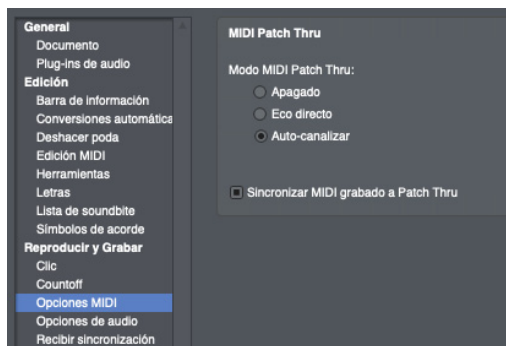 General
Documento
Plug-ins de audio
Edición
Barra de información
Conversiones automática
Deshacer poda
Edición MIDI
Herramientas
Letras
Lista de soundbite
Símbolos de acorde
Reproducir y Grabar
Clic
Countoff
Opciones MIDI
Opciones de audio
Recibir sincronización
MIDI Patch Thru
Modo MIDI Patch Thru:
Apagado
Eco directo
Auto-canalizar
Sincronizar MIDI grabado a Patch Thru